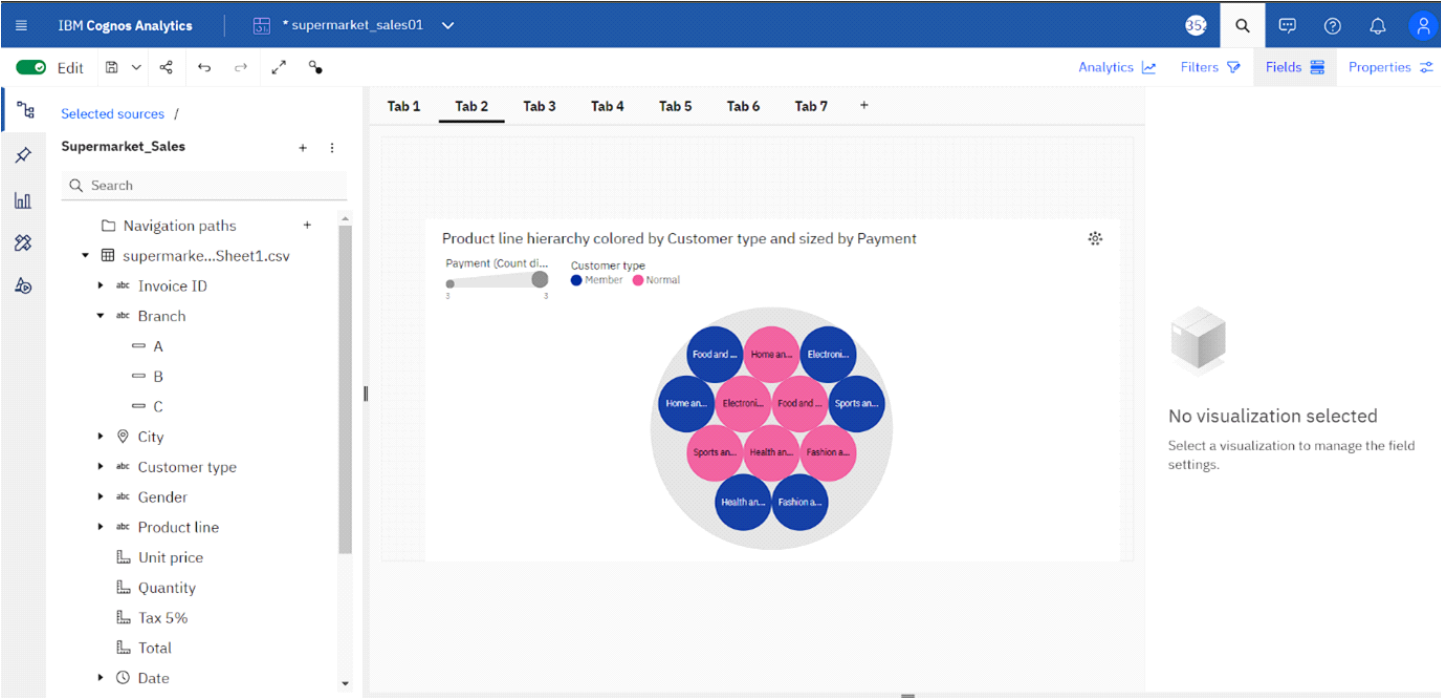 IBM Cognos Analytics
* supermarket_sales01
Edit
Analytics
Filters
Fields
Properties
Selected sources /
Supermarket_Sales
Search
Navigation paths
supermarke...Sheet1.csv
abc Invoice ID
abc Branch
A
B
C
City
abc Customer type
abc Gender
abc Product line
Unit price
Quantity
Tax 5%
Total
Date
Tab 1 Tab 2 Tab 3 Tab 4 Tab 5 Tab 6 Tab 7 +
Product line hierarchy colored by Customer type and sized by Payment
Payment (Count di...
3 3
Customer type
Member Normal
Food and ... Home an... Electroni...
Home an... Electroni... Food and ... Sports an...
Sports an... Health an... Fashion a...
Health an... Fashion a...
No visualization selected
Select a visualization to manage the field
settings.